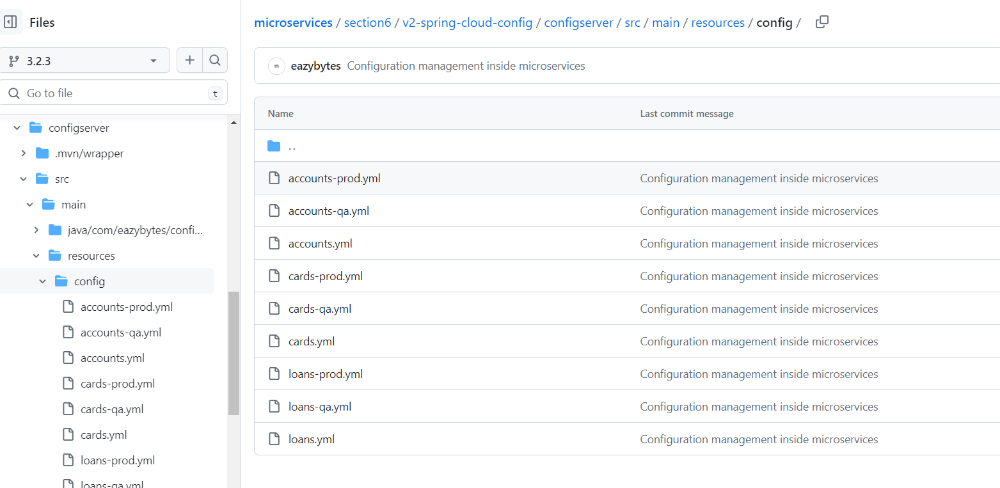 Files
3.2.3
Go to file t
configserver
.mvn/wrapper
src
main
java/com/eazybytes/confi...
resources
config
accounts-prod.yml
accounts-qa.yml
accounts.yml
cards-prod.yml
cards-qa.yml
cards.yml
loans-prod.yml
loans-qa.yml
microservices / section6 / v2-spring-cloud-config / configserver / src / main / resources / config /
eazybytes Configuration management inside microservices
Name Last commit message
..
accounts-prod.yml Configuration management inside microservices
accounts-qa.yml Configuration management inside microservices
accounts.yml Configuration management inside microservices
cards-prod.yml Configuration management inside microservices
cards-qa.yml Configuration management inside microservices
cards.yml Configuration management inside microservices
loans-prod.yml Configuration management inside microservices
loans-qa.yml Configuration management inside microservices
loans.yml Configuration management inside microservices